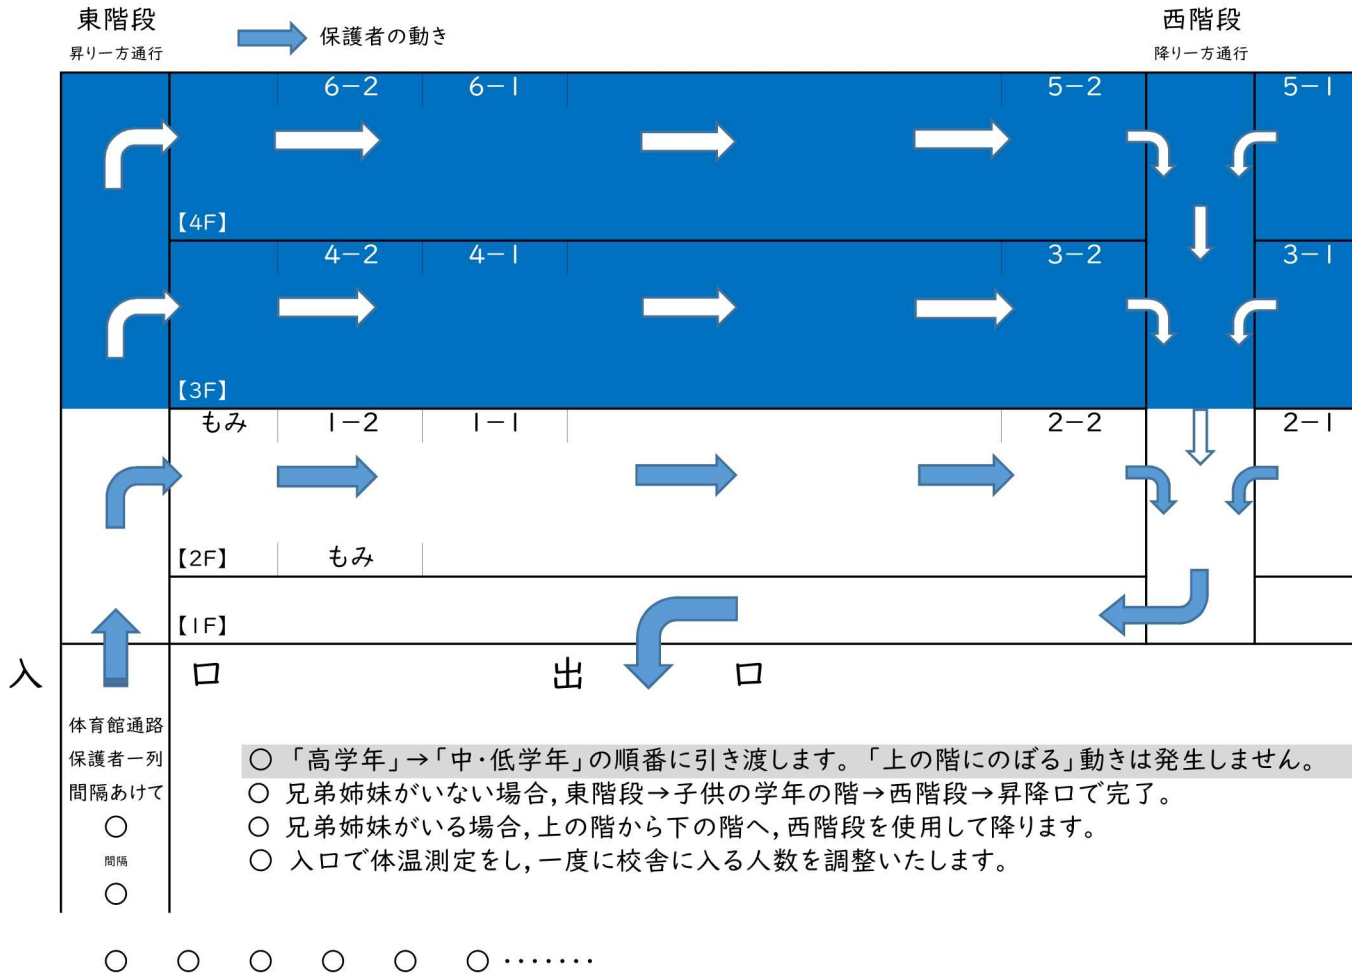 東階段
昇り一方通行
保護者の動き
西階段
降り一方通行
6-2 6-1 5-2 5-1
【4F】
4-2 4-1 3-2 3-1
【3F】
もみ 1-2 1-1 2-2 2-1
【2F】 もみ
【1F】
入 口 出 口
体育館通路
保護者一列
間隔あけて
○
間隔
○
○ ○ ○ ○ ○ ○ ・・・・・・・
○ 「高学年」→「中・低学年」の順番に引き渡します。「上の階にのぼる」動きは発生しません。
○ 兄弟姉妹がいない場合,東階段→子供の学年の階→西階段→昇降口で完了。
○ 兄弟姉妹がいる場合,上の階から下の階へ,西階段を使用して降ります。
○ 入口で体温測定をし,一度に校舎に入る人数を調整いたします。